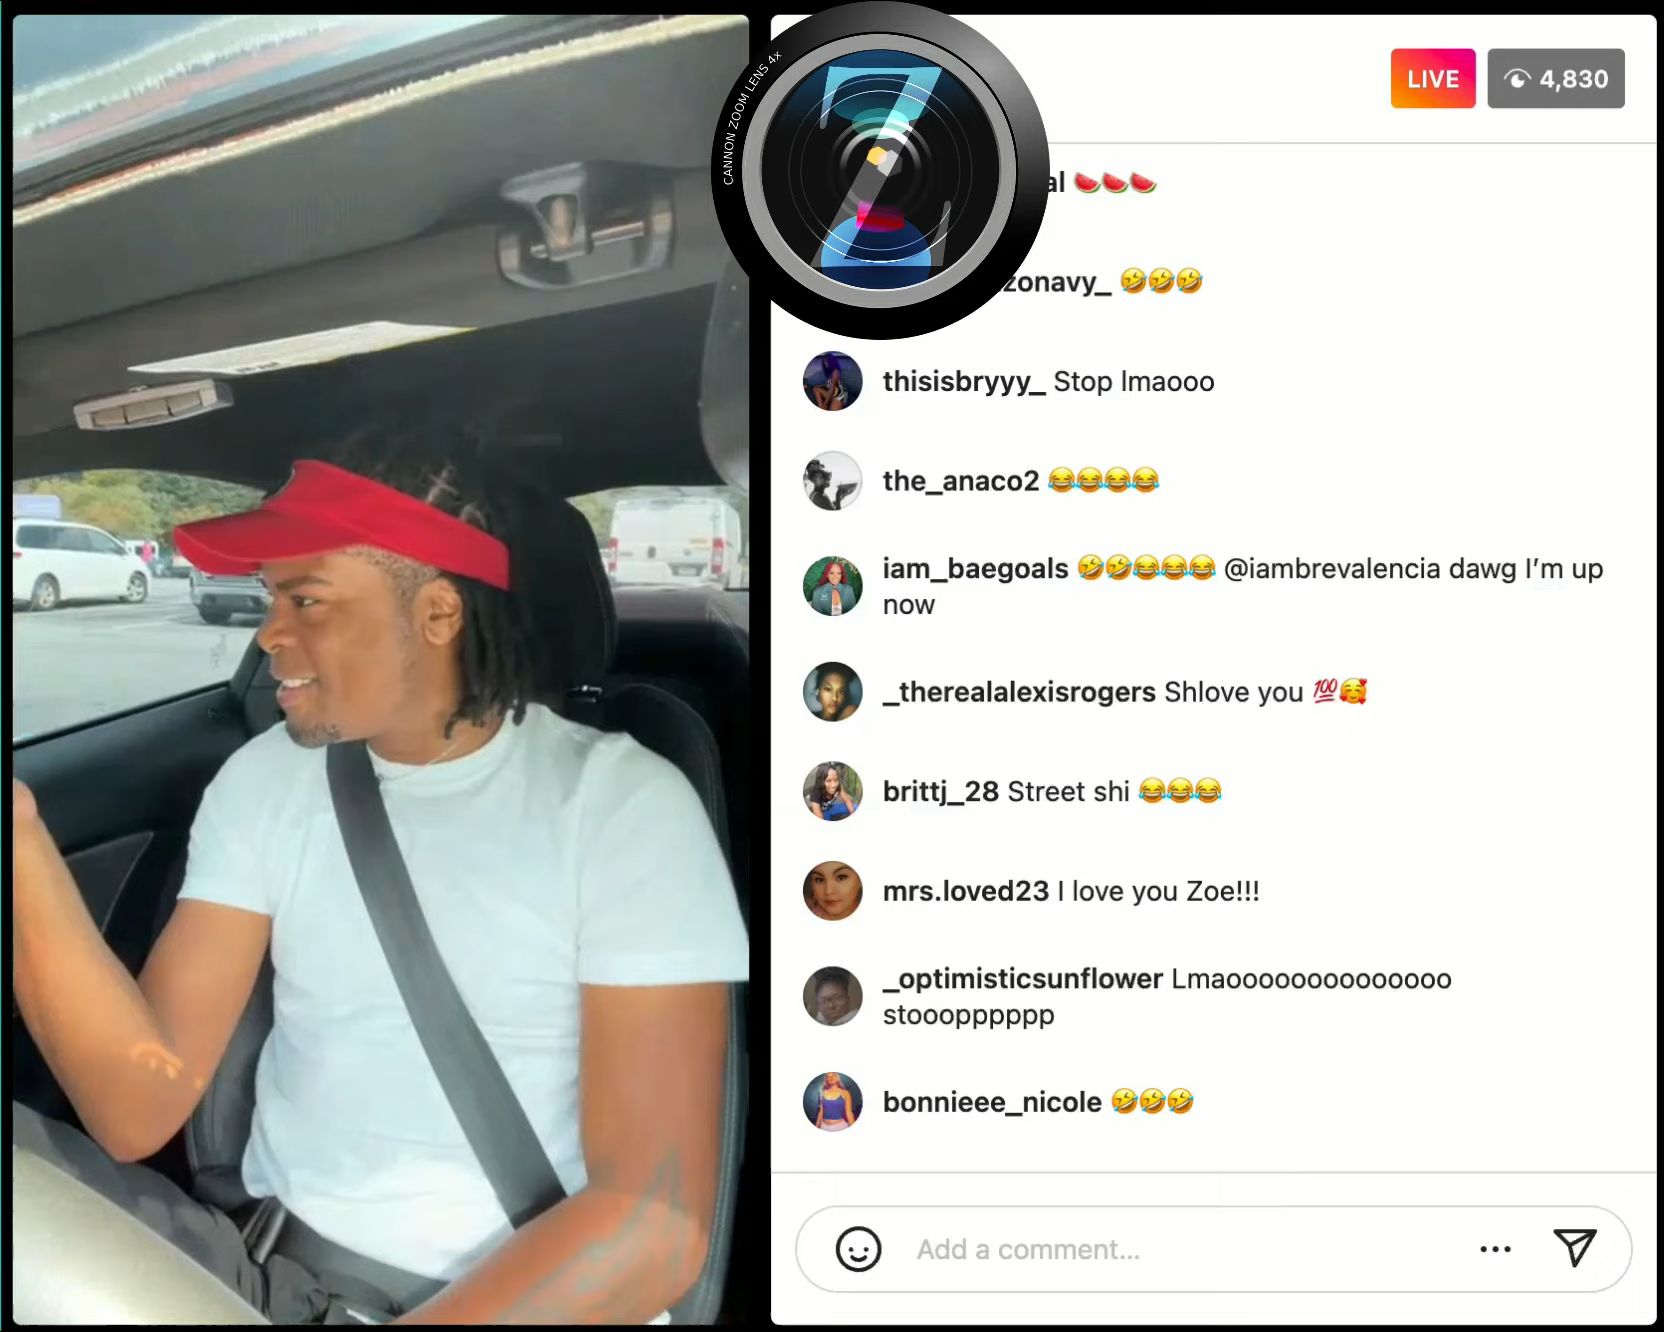 CANNON ZOOM LENS 4x
Z
LIVE
4,830
al 🍉🍉🍉
zonavy_ 🤣🤣🤣
thisisbryyy_ Stop lmaooo
the_anaco2 😂😂😂😂
iam_baegoals 🤣🤣😂😂😂 @iambrevalencia dawg I’m up
now
_therealalexisrogers Shlove you 💯🥰
brittj_28 Street shi 😂😂😂
mrs.loved23 I love you Zoe!!!
_optimisticsunflower Lmaoooooooooooooo
stooopppppp
bonnieee_nicole 🤣🤣🤣
Add a comment...